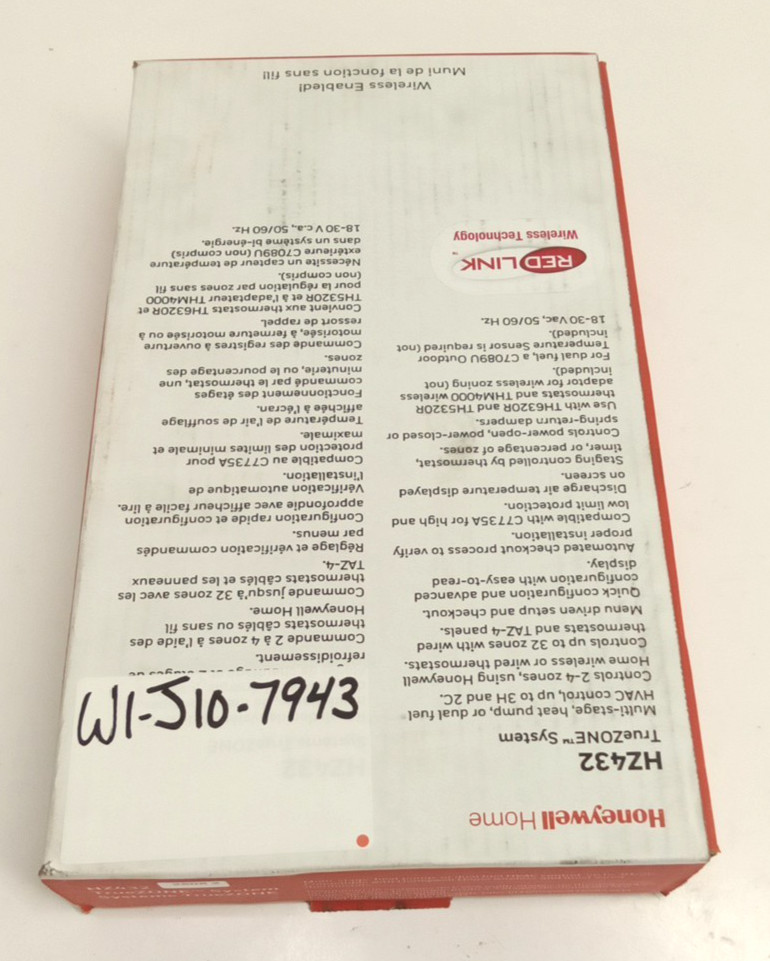 Honeywell Home
HZ432
TrueZONE™ System
Multi-stage, heat pump, or dual fuel
HVAC control, up to 3H and 2C.
Controls 2-4 zones, using Honeywell
Home wireless or wired thermostats.
Controls up to 32 zones with wired
thermostats and TAZ-4 panels.
Menu driven setup and checkout.
Quick configuration and advanced
configuration with easy-to-read
display.
Automated checkout process to verify
proper installation.
Compatible with C7735A for high and
low limit protection.
Discharge air temperature displayed
on screen.
Staging controlled by thermostat,
timer, or percentage of zones.
Controls power-open, power-closed or
spring-return dampers.
Use with TH6320R and TH5320R
thermostats and THM4000 wireless
adaptor for wireless zoning (not
included).
For dual fuel, a C7089U Outdoor
Temperature Sensor is required (not
included).
18-30 Vac, 50/60 Hz.
REDLINK™
Wireless Technology
W1-J10-7943
refroidissement.
Commande 2 à 4 zones à l'aide des
thermostats câblés ou sans fil
Honeywell Home.
Commande jusqu'à 32 zones avec les
thermostats câblés et les panneaux
TAZ-4.
Réglage et vérification commandés
par menus.
Configuration rapide et configuration
approfondie avec afficheur facile à lire.
Vérification automatique de
l'installation.
Compatible au C7735A pour
protection des limites minimale et
maximale.
Température de l'air de soufflage
affichée à l'écran.
Fonctionnement des étages
commandé par le thermostat, une
minuterie, ou le pourcentage des
zones.
Commande des registres à ouverture
motorisée, à fermeture motorisée ou à
ressort de rappel.
Convient aux thermostats TH6320R et
TH5320R et à l'adaptateur THM4000
pour la régulation par zones sans fil
(non compris).
Nécessite un capteur de température
extérieure C7089U (non compris)
dans un système bi-énergie.
18-30 V c.a., 50/60 Hz.
Wireless Enabled!
Muni de la fonction sans fil!
HZ432
TrueZONE™ System
Système TrueZONE